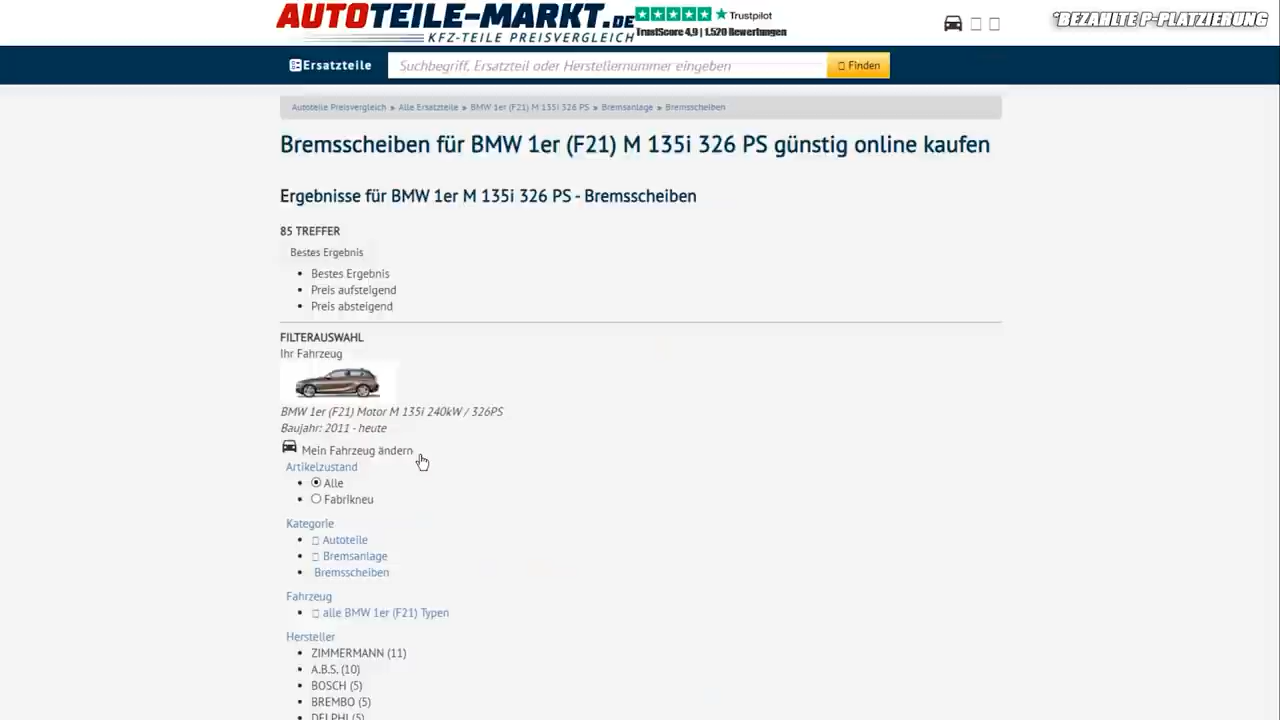 AUTOTEILE-MARKT.DE
KFZ-TEILE PREISVERGLEICH
Trustpilot
TrustScore 4,9 | 1.520 Bewertungen
*BEZAHLTE P-PLATZIERUNG
Ersatzteile
Suchbegriff, Ersatzteil oder Herstellernummer eingeben
Finden
Autoteile Preisvergleich » Alle Ersatzteile » BMW 1er (F21) M 135i 326 PS » Bremsanlage » Bremsscheiben
Bremsscheiben für BMW 1er (F21) M 135i 326 PS günstig online kaufen
Ergebnisse für BMW 1er M 135i 326 PS - Bremsscheiben
85 TREFFER
Bestes Ergebnis
Bestes Ergebnis
Preis aufsteigend
Preis absteigend
FILTERAUSWAHL
Ihr Fahrzeug
BMW 1er (F21) Motor M 135i 240kW / 326PS
Baujahr: 2011 - heute
Mein Fahrzeug ändern
Artikelzustand
Alle
Fabrikneu
Kategorie
Autoteile
Bremsanlage
Bremsscheiben
Fahrzeug
alle BMW 1er (F21) Typen
Hersteller
ZIMMERMANN (11)
A.B.S. (10)
BOSCH (5)
BREMBO (5)
DELPHI (5)